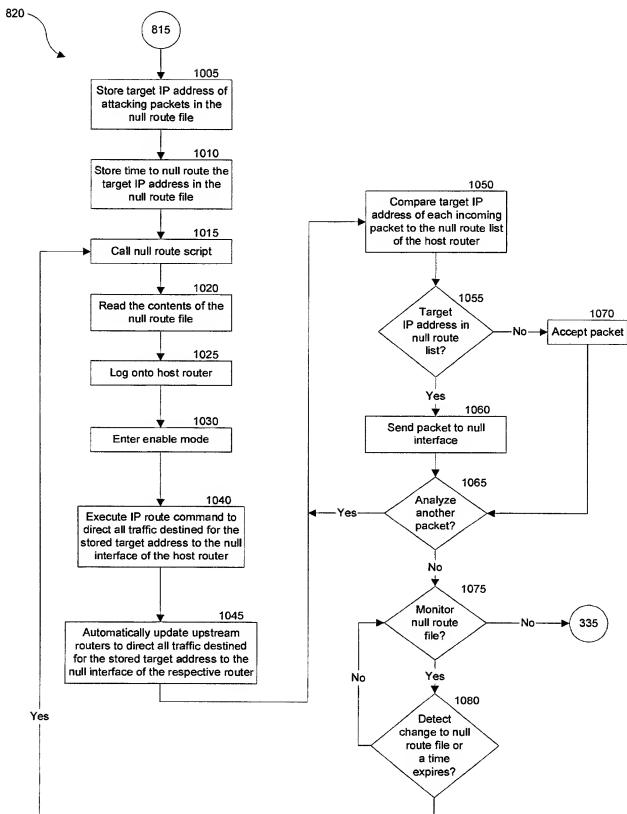 820
815
1005
Store target IP address of
attacking packets in the
null route file
1010
Store time to null route the
target IP address in the
null route file
1015
Call null route script
1020
Read the contents of the
null route file
1025
Log onto host router
1030
Enter enable mode
1040
Execute IP route command to
direct all traffic destined for the
stored target address to the null
interface of the host router
1045
Automatically update upstream
routers to direct all traffic destined
for the stored target address to the
null interface of the respective router
Yes
1050
Compare target IP
address of each incoming
packet to the null route list
of the host router
1055
Target
IP address in
null route
list?
No
1070
Accept packet
Yes
1060
Send packet to null
interface
1065
Analyze
another
packet?
Yes
No
1075
Monitor
null route
file?
No
335
Yes
No
1080
Detect
change to null
route file or
a time
expires?